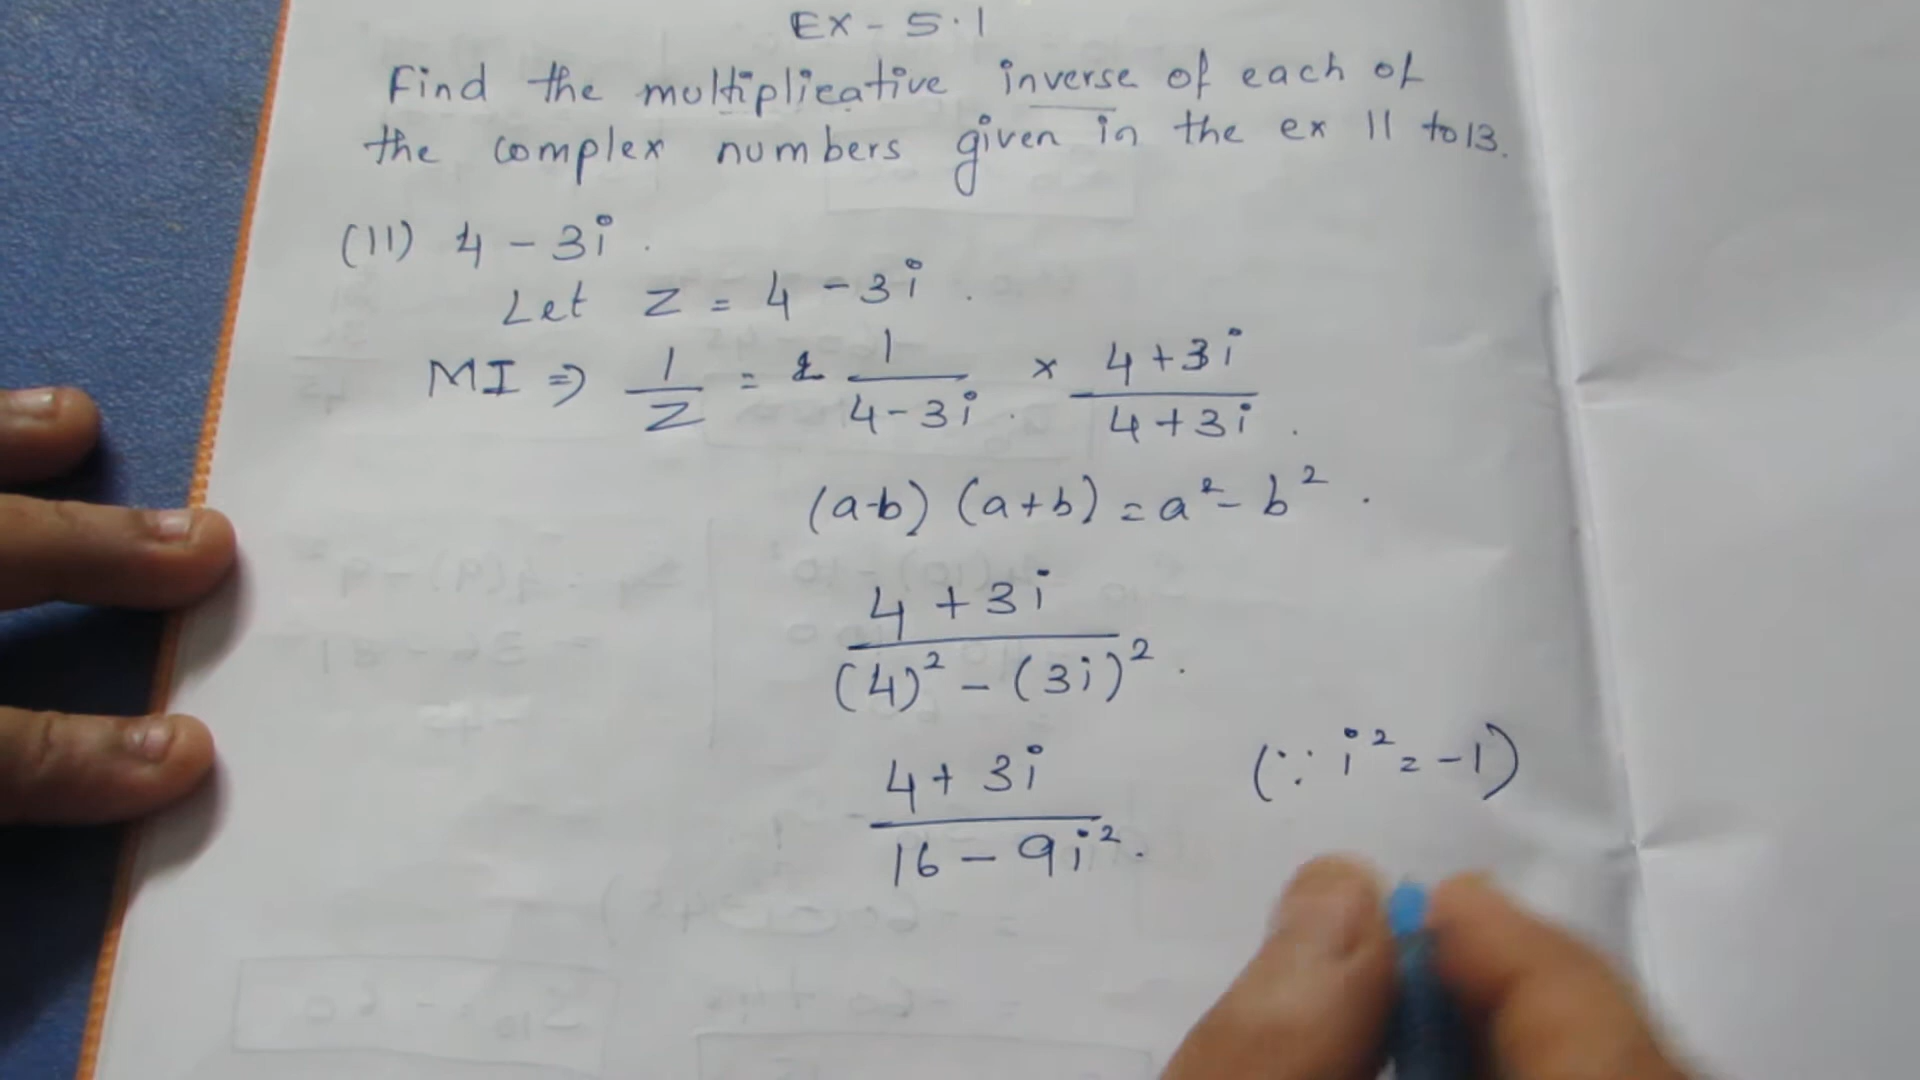 EX - 5.1
Find the multiplicative inverse of each of
the complex numbers given in the ex 11 to 13.
(11) 4 - 3i.
Let z = 4 - 3i.
MI ⇒ 1/z = 1/(4-3i) × (4+3i)/(4+3i).
(a-b) (a+b) = a² - b².
4 + 3i
(4)² - (3i)².
4 + 3i (∵ i² = -1)
16 - 9i².